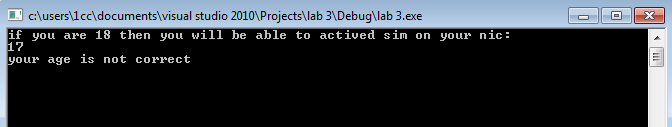 c:\users\1cc\documents\visual studio 2010\Projects\lab 3\Debug\lab 3.exe
if you are 18 then you will be able to actived sim on your nic:
17
your age is not correct